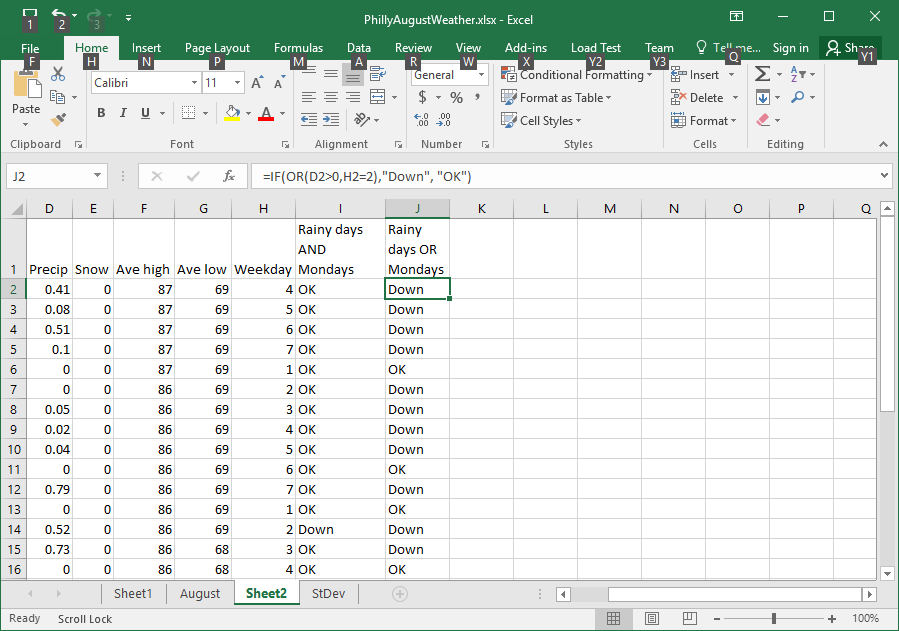 PhillyAugustWeather.xlsx - Excel
1 2 3
File Home Insert Page Layout Formulas Data Review View Add-ins Load Test Team Tell me... Sign in Share
F H N P M A R W X Y2 Y3 Q Y1
Paste
Calibri 11
General
Conditional Formatting
Format as Table
Cell Styles
Insert
Delete
Format
B I U A
$ % ,
Clipboard Font Alignment Number Styles Cells Editing
J2 fx =IF(OR(D2>0,H2=2),"Down", "OK")
D E F G H I J K L M N O P Q
1 Precip Snow Ave high Ave low Weekday Rainy days AND Mondays Rainy days OR Mondays
2 0.41 0 87 69 4 OK Down
3 0.08 0 87 69 5 OK Down
4 0.51 0 87 69 6 OK Down
5 0.1 0 87 69 7 OK Down
6 0 0 87 69 1 OK OK
7 0 0 86 69 2 OK Down
8 0.05 0 86 69 3 OK Down
9 0.02 0 86 69 4 OK Down
10 0.04 0 86 69 5 OK Down
11 0 0 86 69 6 OK OK
12 0.79 0 86 69 7 OK Down
13 0 0 86 69 1 OK OK
14 0.52 0 86 69 2 Down Down
15 0.73 0 86 68 3 OK Down
16 0 0 86 68 4 OK OK
Sheet1 August Sheet2 StDev
Ready Scroll Lock 100%